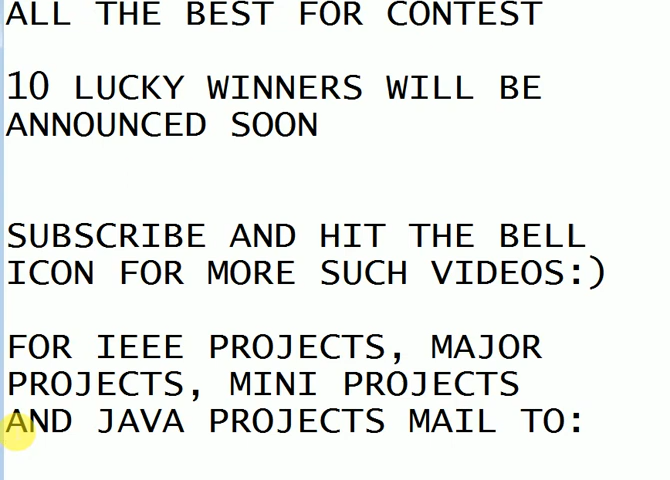 ALL THE BEST FOR CONTEST
10 LUCKY WINNERS WILL BE
ANNOUNCED SOON
SUBSCRIBE AND HIT THE BELL
ICON FOR MORE SUCH VIDEOS:)
FOR IEEE PROJECTS, MAJOR
PROJECTS, MINI PROJECTS
AND JAVA PROJECTS MAIL TO: